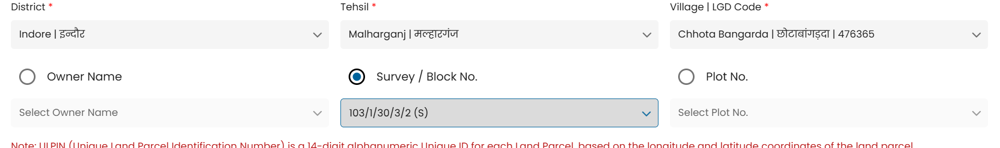 District * Tehsil * Village | LGD Code *
Indore | इन्दौर Malharganj | मल्हारगंज Chhota Bangarda | छोटाबांगड़दा | 476365
Owner Name Survey / Block No. Plot No.
Select Owner Name 103/1/30/3/2 (S) Select Plot No.
Note: ULPIN (Unique Land Parcel Identification Number) is a 14-digit alphanumeric Unique ID for each Land Parcel, based on the longitude and latitude coordinates of the land parcel